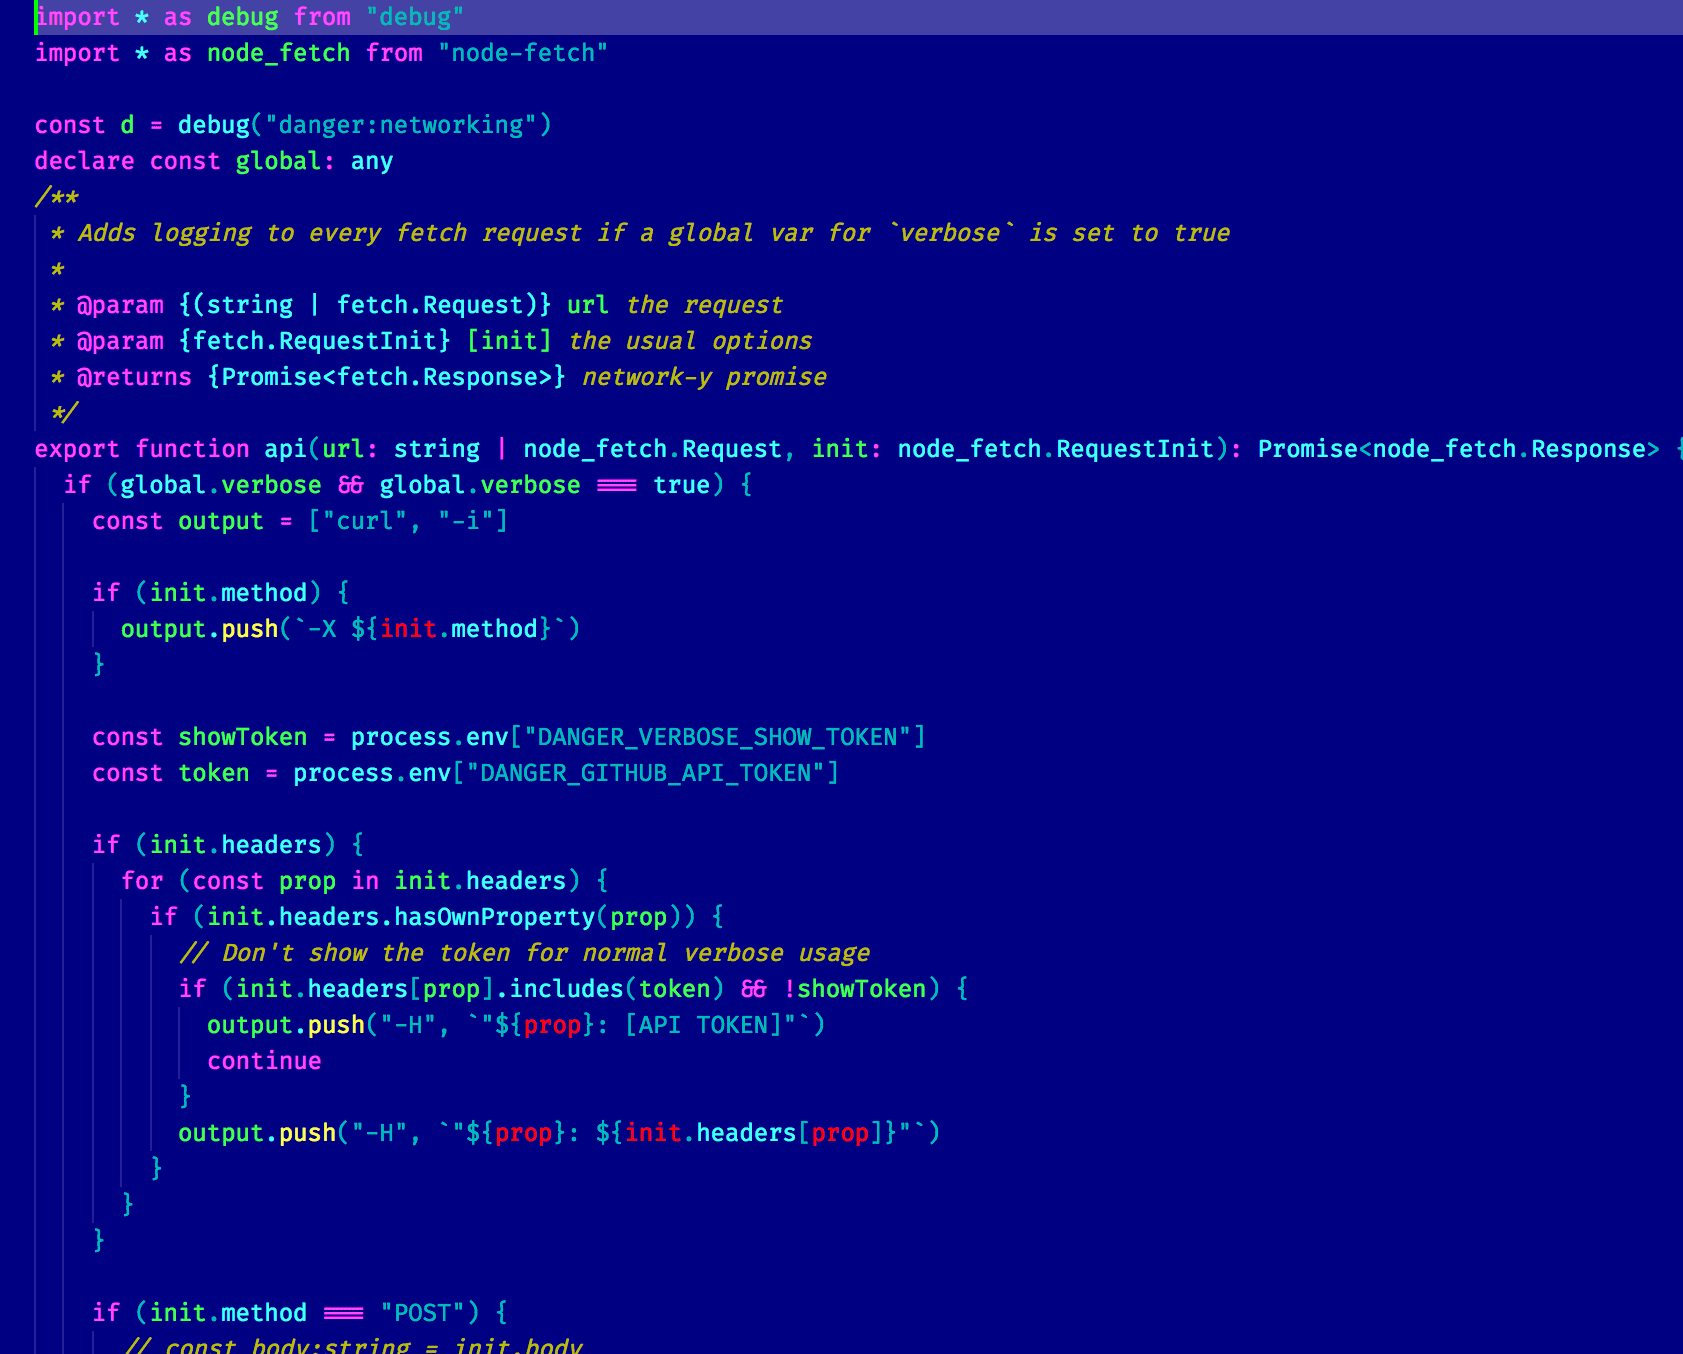 import * as debug from "debug"
import * as node_fetch from "node-fetch"
const d = debug("danger:networking")
declare const global: any
/**
* Adds logging to every fetch request if a global var for `verbose` is set to true
*
* @param {(string | fetch.Request)} url the request
* @param {fetch.RequestInit} [init] the usual options
* @returns {Promise<fetch.Response>} network-y promise
*/
export function api(url: string | node_fetch.Request, init: node_fetch.RequestInit): Promise<node_fetch.Response> {
if (global.verbose && global.verbose === true) {
const output = ["curl", "-i"]
if (init.method) {
output.push(`-X ${init.method}`)
}
const showToken = process.env["DANGER_VERBOSE_SHOW_TOKEN"]
const token = process.env["DANGER_GITHUB_API_TOKEN"]
if (init.headers) {
for (const prop in init.headers) {
if (init.headers.hasOwnProperty(prop)) {
// Don't show the token for normal verbose usage
if (init.headers[prop].includes(token) && !showToken) {
output.push("-H", `"${prop}: [API TOKEN]"`)
continue
}
output.push("-H", `"${prop}: ${init.headers[prop]}"`)
}
}
}
if (init.method === "POST") {
// const body:string = init.body